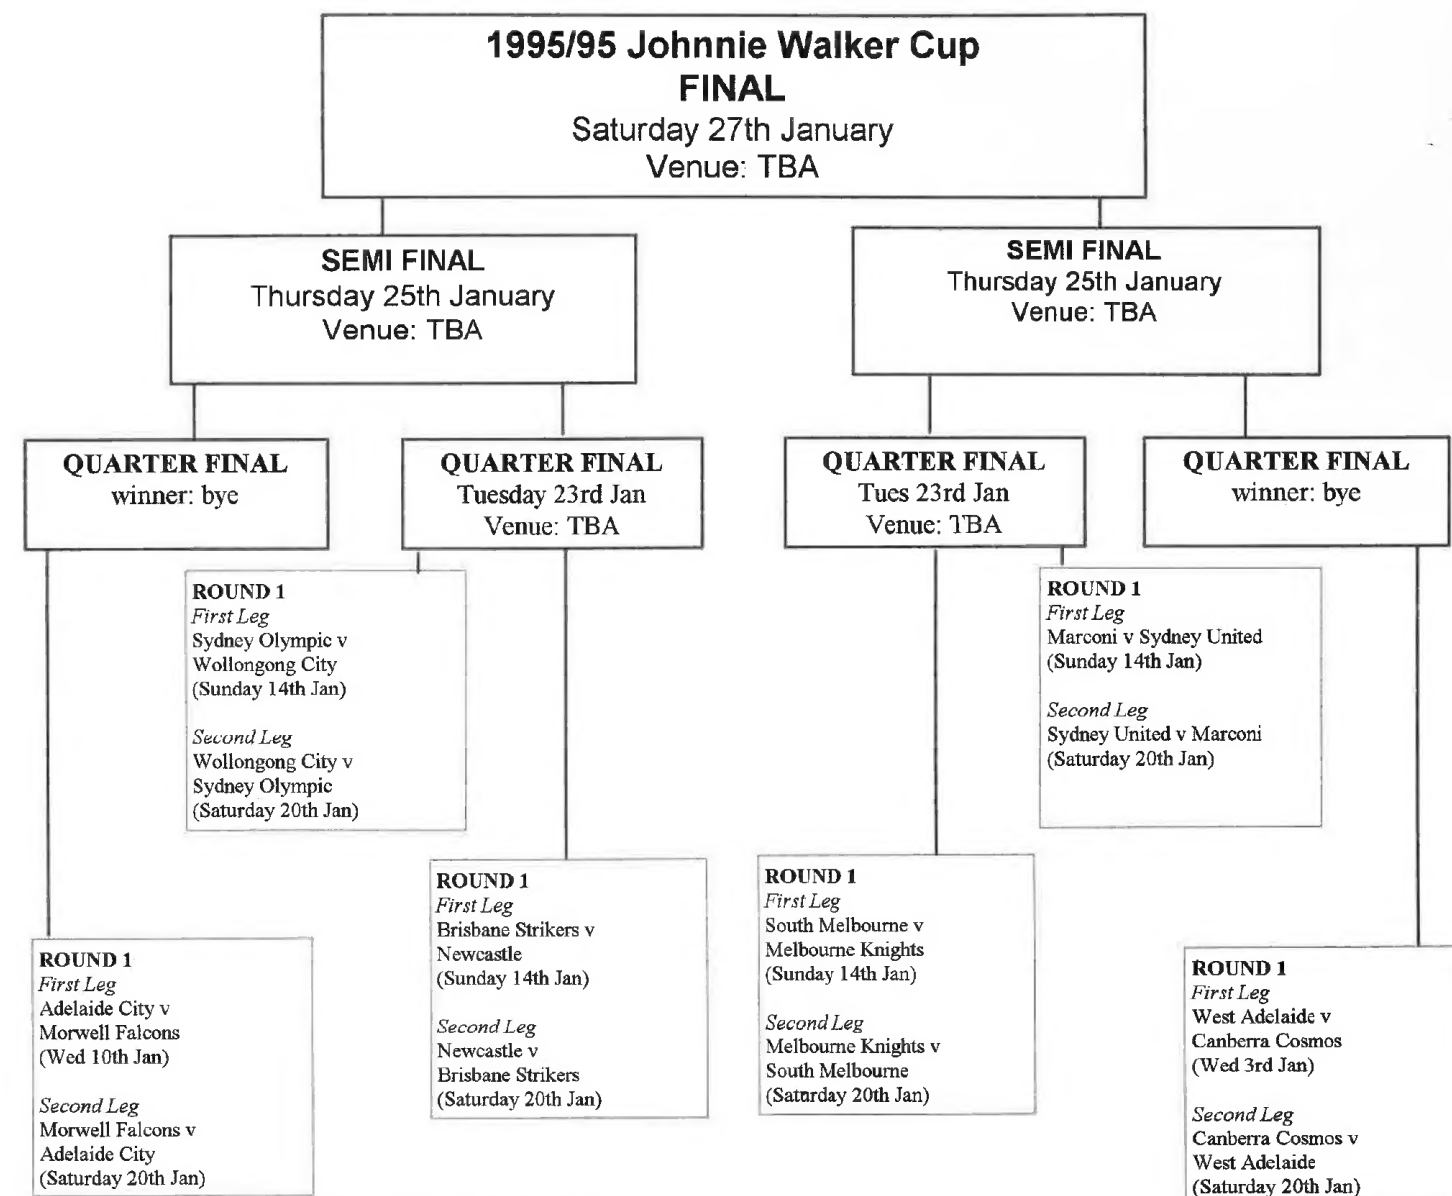 1995/95 Johnnie Walker Cup
FINAL
Saturday 27th January
Venue: TBA
SEMI FINAL
Thursday 25th January
Venue: TBA
SEMI FINAL
Thursday 25th January
Venue: TBA
QUARTER FINAL
winner: bye
QUARTER FINAL
Tuesday 23rd Jan
Venue: TBA
QUARTER FINAL
Tues 23rd Jan
Venue: TBA
QUARTER FINAL
winner: bye
ROUND 1
First Leg
Sydney Olympic v
Wollongong City
(Sunday 14th Jan)
Second Leg
Wollongong City v
Sydney Olympic
(Saturday 20th Jan)
ROUND 1
First Leg
Marconi v Sydney United
(Sunday 14th Jan)
Second Leg
Sydney United v Marconi
(Saturday 20th Jan)
ROUND 1
First Leg
Brisbane Strikers v
Newcastle
(Sunday 14th Jan)
Second Leg
Newcastle v
Brisbane Strikers
(Saturday 20th Jan)
ROUND 1
First Leg
South Melbourne v
Melbourne Knights
(Sunday 14th Jan)
Second Leg
Melbourne Knights v
South Melbourne
(Saturday 20th Jan)
ROUND 1
First Leg
Adelaide City v
Morwell Falcons
(Wed 10th Jan)
Second Leg
Morwell Falcons v
Adelaide City
(Saturday 20th Jan)
ROUND 1
First Leg
West Adelaide v
Canberra Cosmos
(Wed 3rd Jan)
Second Leg
Canberra Cosmos v
West Adelaide
(Saturday 20th Jan)